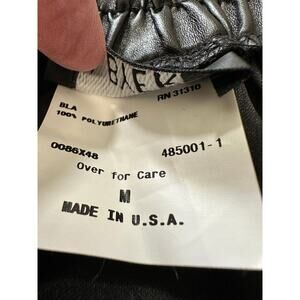 RN 31310
BLA
100% POLYURETHANE
0086X48 485001-1
Over for Care
M
MADE IN U.S.A.